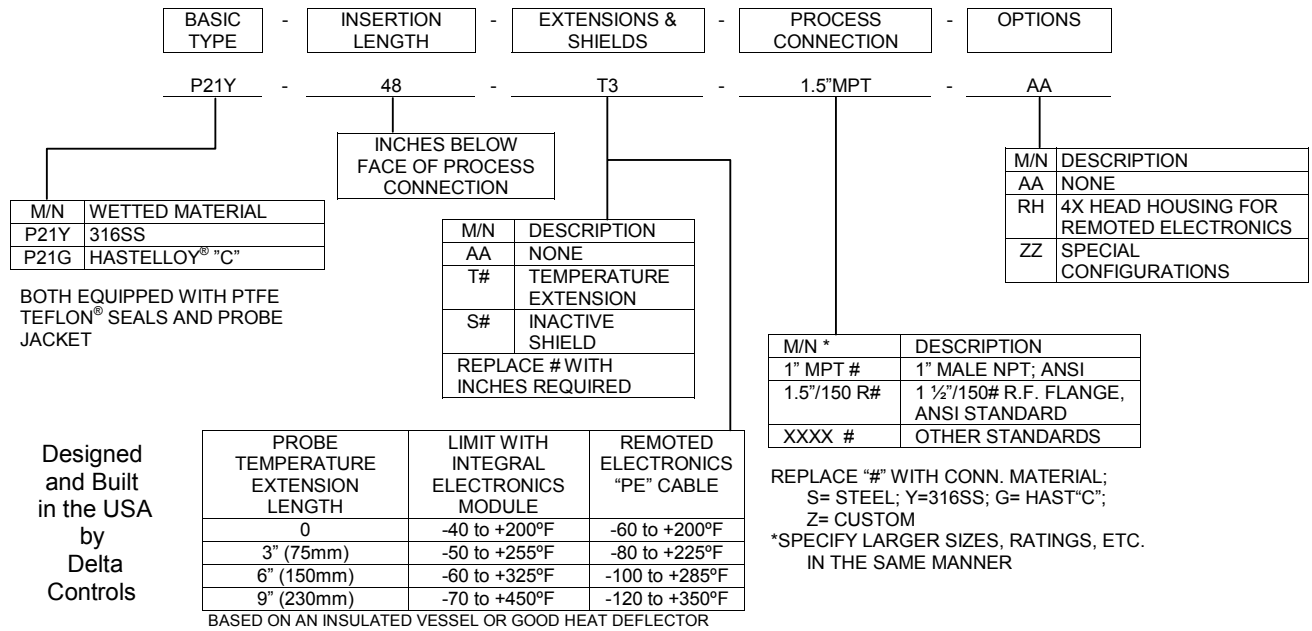 BASIC TYPE - INSERTION LENGTH - EXTENSIONS & SHIELDS - PROCESS CONNECTION - OPTIONS
P21Y - 48 - T3 - 1.5”MPT - AA
INCHES BELOW
FACE OF PROCESS
CONNECTION
M/N WETTED MATERIAL
P21Y 316SS
P21G HASTELLOY® ”C”
BOTH EQUIPPED WITH PTFE
TEFLON® SEALS AND PROBE
JACKET
M/N DESCRIPTION
AA NONE
T# TEMPERATURE
EXTENSION
S# INACTIVE
SHIELD
REPLACE # WITH
INCHES REQUIRED
M/N DESCRIPTION
AA NONE
RH 4X HEAD HOUSING FOR
REMOTED ELECTRONICS
ZZ SPECIAL
CONFIGURATIONS
M/N * DESCRIPTION
1” MPT # 1” MALE NPT; ANSI
1.5”/150 R# 1 ½”/150# R.F. FLANGE,
ANSI STANDARD
XXXX # OTHER STANDARDS
REPLACE “#” WITH CONN. MATERIAL;
S= STEEL; Y=316SS; G= HAST“C”;
Z= CUSTOM
*SPECIFY LARGER SIZES, RATINGS, ETC.
IN THE SAME MANNER
Designed
and Built
in the USA
by
Delta
Controls
PROBE TEMPERATURE EXTENSION LENGTH LIMIT WITH INTEGRAL ELECTRONICS MODULE REMOTED ELECTRONICS “PE” CABLE
0 -40 to +200ºF -60 to +200ºF
3” (75mm) -50 to +255ºF -80 to +225ºF
6” (150mm) -60 to +325ºF -100 to +285ºF
9” (230mm) -70 to +450ºF -120 to +350ºF
BASED ON AN INSULATED VESSEL OR GOOD HEAT DEFLECTOR